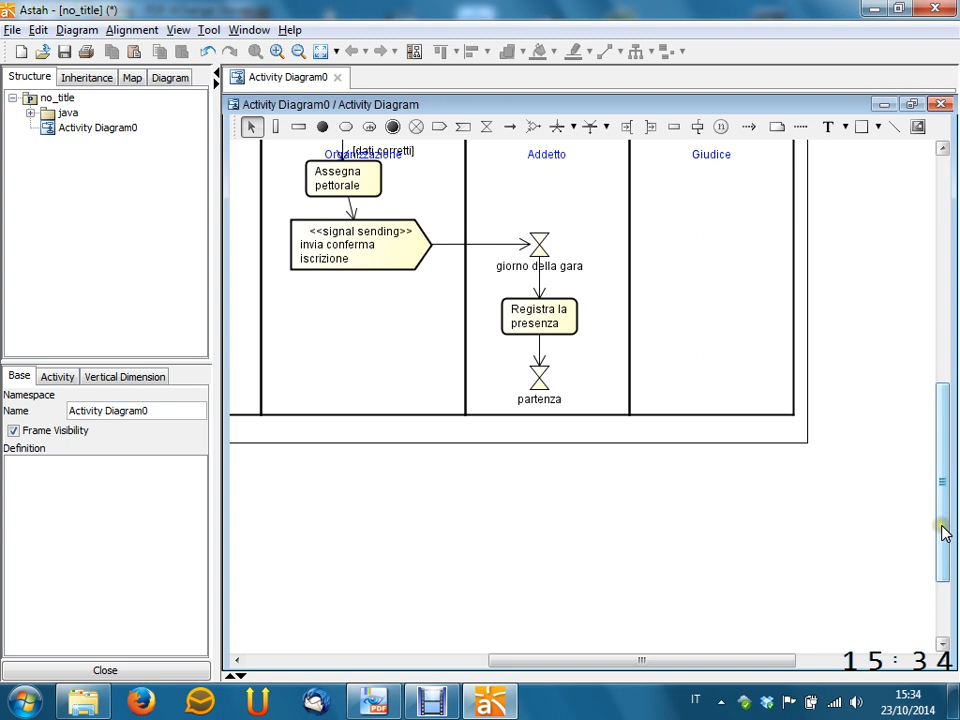 Astah - [no_title] (*)
File Edit Diagram Alignment View Tool Window Help
Structure Inheritance Map Diagram
Activity Diagram0
no_title
java
Activity Diagram0
Activity Diagram0 / Activity Diagram
T
n
[dati corretti]
Organizzazione Addetto Giudice
Assegna
pettorale
<<signal sending>>
invia conferma
iscrizione
giorno della gara
Registra la
presenza
partenza
Base Activity Vertical Dimension
Namespace
Name Activity Diagram0
Frame Visibility
Definition
Close
15:34
IT
15:34
23/10/2014
PDF